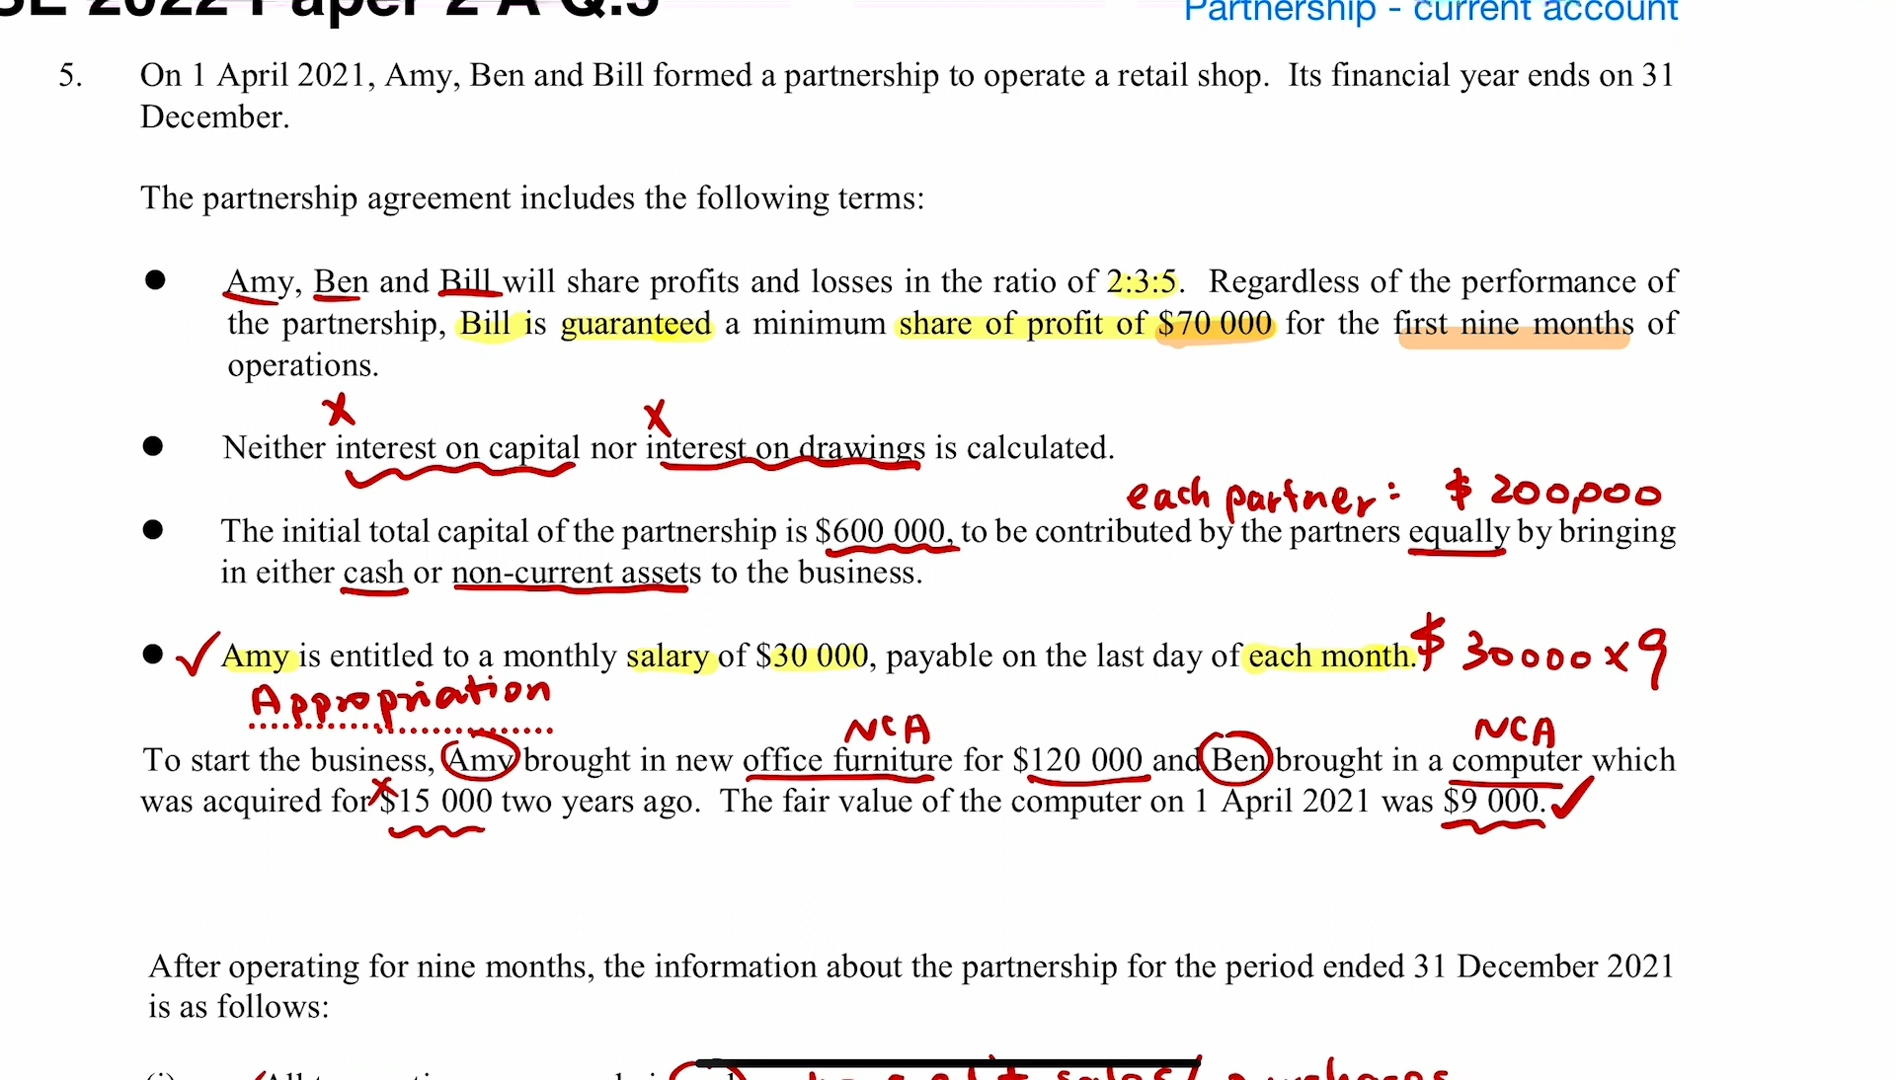 2022 Paper 2 A Q.5
Partnership - current account
5. On 1 April 2021, Amy, Ben and Bill formed a partnership to operate a retail shop. Its financial year ends on 31
December.
The partnership agreement includes the following terms:
● Amy, Ben and Bill will share profits and losses in the ratio of 2:3:5. Regardless of the performance of
the partnership, Bill is guaranteed a minimum share of profit of $70 000 for the first nine months of
operations.
x x
● Neither interest on capital nor interest on drawings is calculated.
each partner: $ 200,000
● The initial total capital of the partnership is $600 000, to be contributed by the partners equally by bringing
in either cash or non-current assets to the business.
● ✓ Amy is entitled to a monthly salary of $30 000, payable on the last day of each month. $ 30000 x 9
Appropriation
NCA NCA
To start the business, Amy brought in new office furniture for $120 000 and Ben brought in a computer which
was acquired for x $15 000 two years ago. The fair value of the computer on 1 April 2021 was $9 000. ✓
After operating for nine months, the information about the partnership for the period ended 31 December 2021
is as follows: